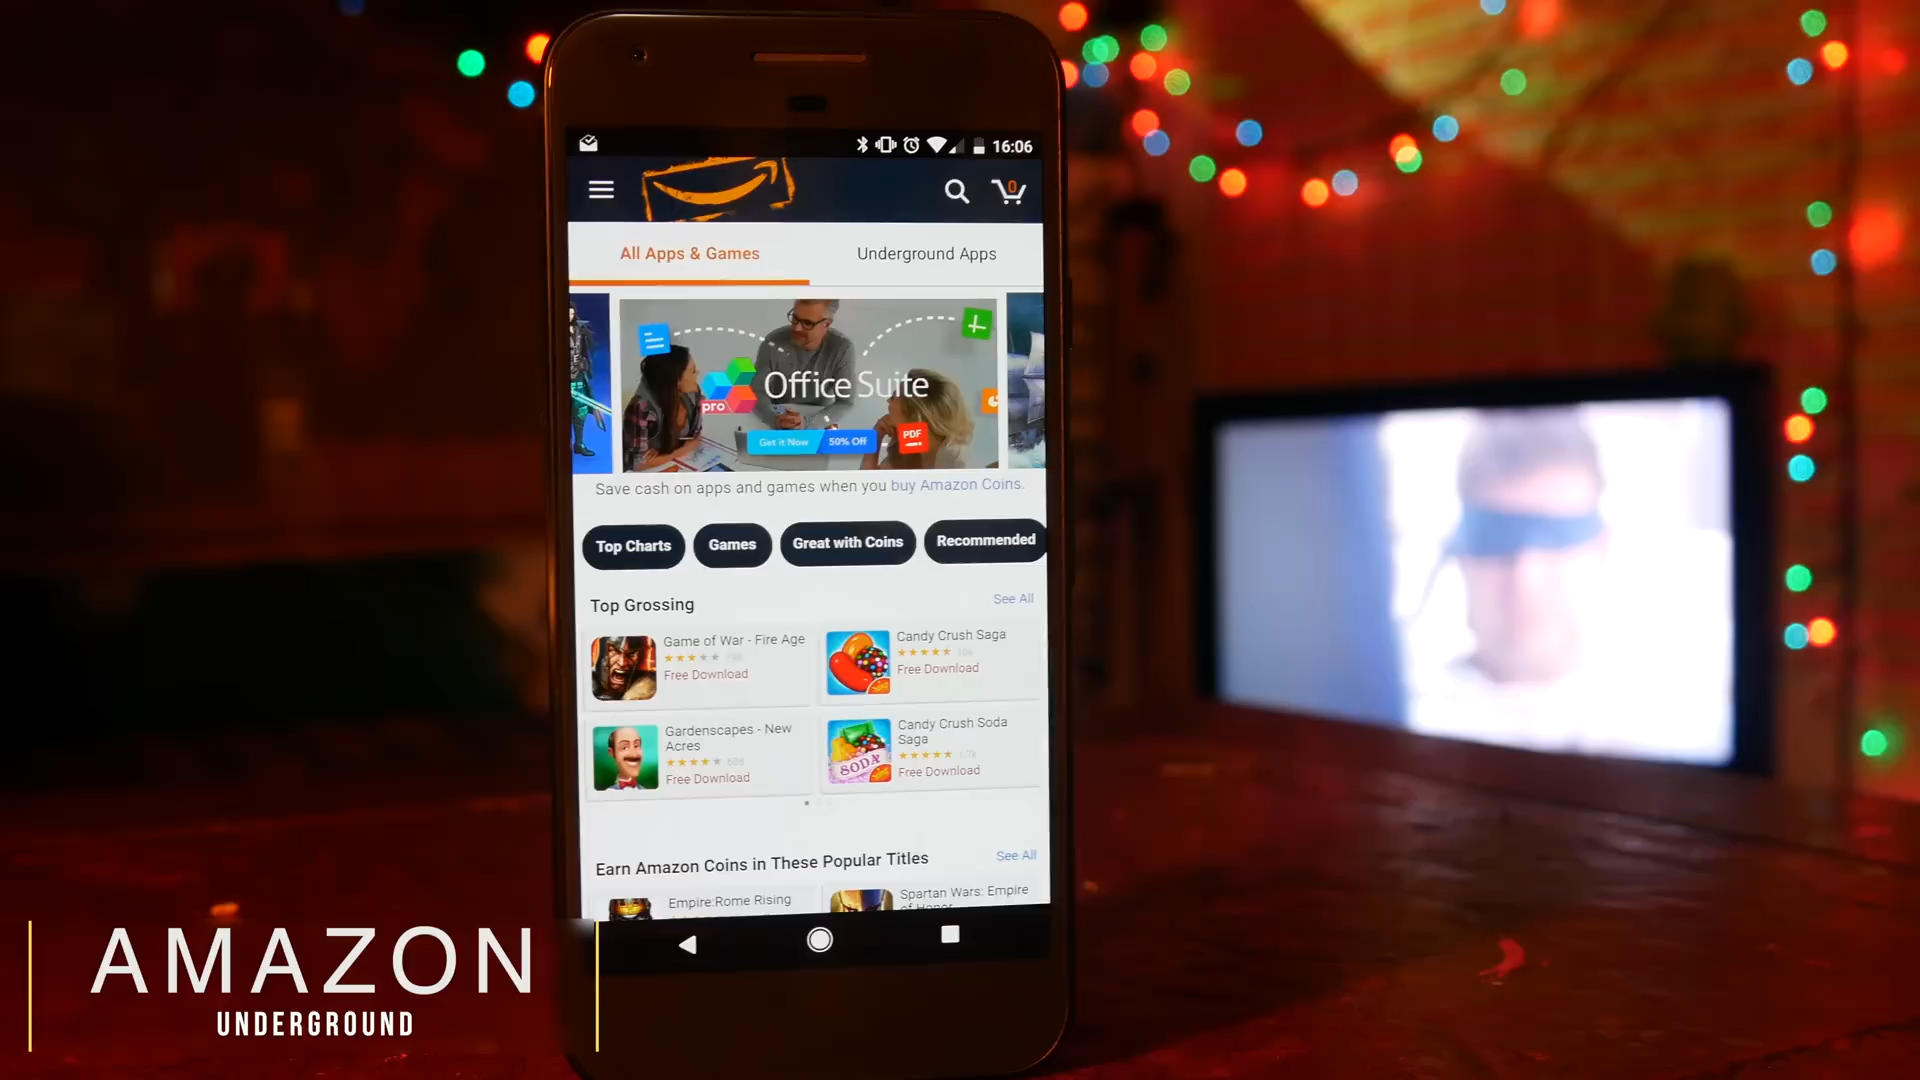 16:06
0
All Apps & Games
Underground Apps
pro
Office Suite
Get it Now
50% Off
PDF
Save cash on apps and games when you buy Amazon Coins.
Top Charts
Games
Great with Coins
Recommended
Top Grossing
See All
Game of War - Fire Age
Free Download
Candy Crush Saga
Free Download
Gardenscapes - New
Acres
Free Download
Candy Crush Soda
Saga
Free Download
SODA
Earn Amazon Coins in These Popular Titles
See All
Empire:Rome Rising
Spartan Wars: Empire
of Honor
AMAZON
UNDERGROUND